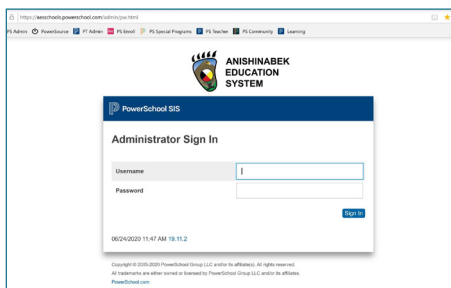 https://aesschools.powerschool.com/admin/pw.html
PS Admin PowerSource PT Admin PS Enroll PS Special Programs PS Teacher PS Community Learning
ANISHINABEK
EDUCATION
SYSTEM
PowerSchool SIS
Administrator Sign In
Username
Password
Sign In
06/24/2020 11:47 AM 19.11.2
Copyright © 2005-2020 PowerSchool Group LLC and/or its affiliate(s). All rights reserved.
All trademarks are either owned or licensed by PowerSchool Group LLC and/or its affiliates.
PowerSchool.com